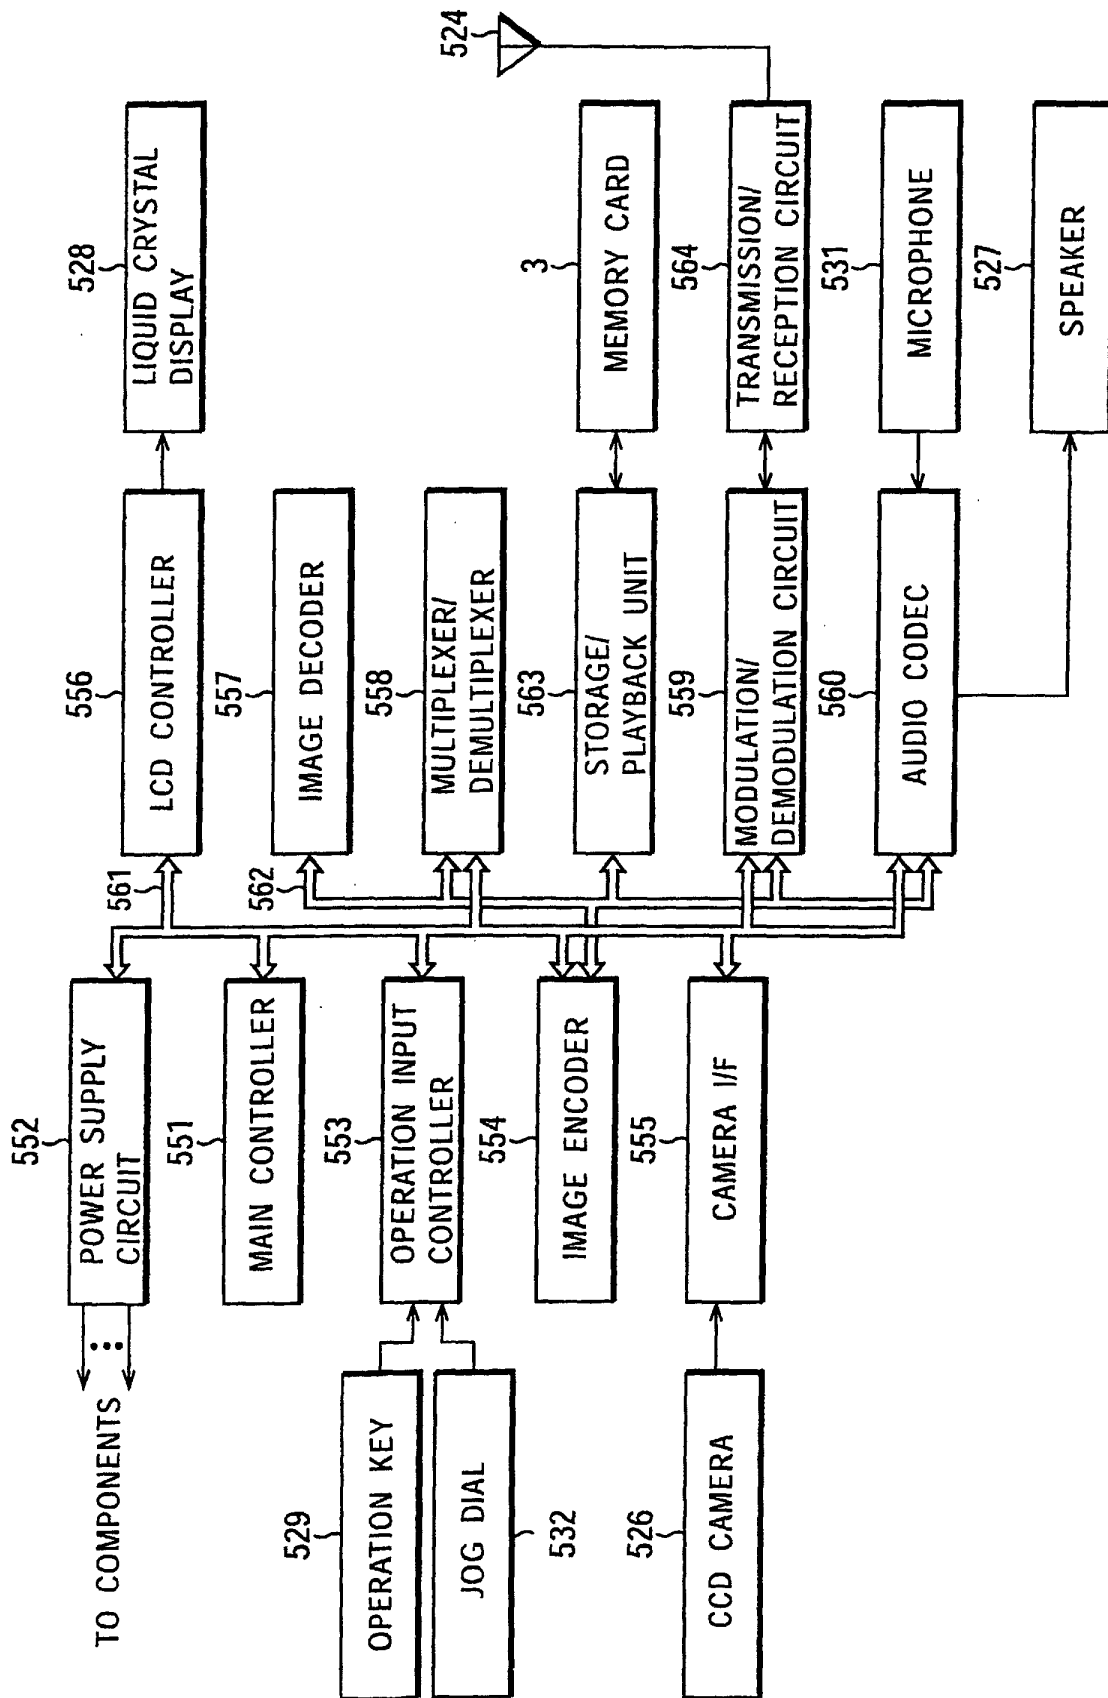 TO COMPONENTS
552
POWER SUPPLY
CIRCUIT
551
MAIN CONTROLLER
529
OPERATION KEY
JOG DIAL
532
553
OPERATION INPUT
CONTROLLER
554
IMAGE ENCODER
526
CCD CAMERA
555
CAMERA I/F
561
562
556
LCD CONTROLLER
528
LIQUID CRYSTAL
DISPLAY
557
IMAGE DECODER
558
MULTIPLEXER/
DEMULTIPLEXER
563
STORAGE/
PLAYBACK UNIT
3
MEMORY CARD
524
559
MODULATION/
DEMODULATION CIRCUIT
564
TRANSMISSION/
RECEPTION CIRCUIT
560
AUDIO CODEC
531
MICROPHONE
527
SPEAKER